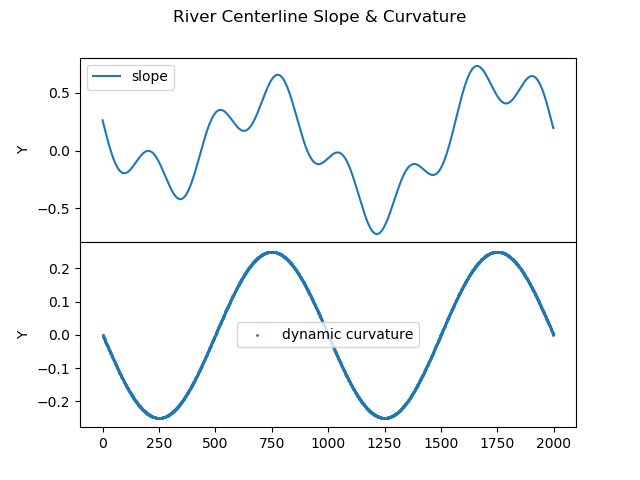 River Centerline Slope & Curvature
slope
0.5
0.0
−0.5
Y
dynamic curvature
0.2
0.1
0.0
−0.1
−0.2
Y
0 250 500 750 1000 1250 1500 1750 2000